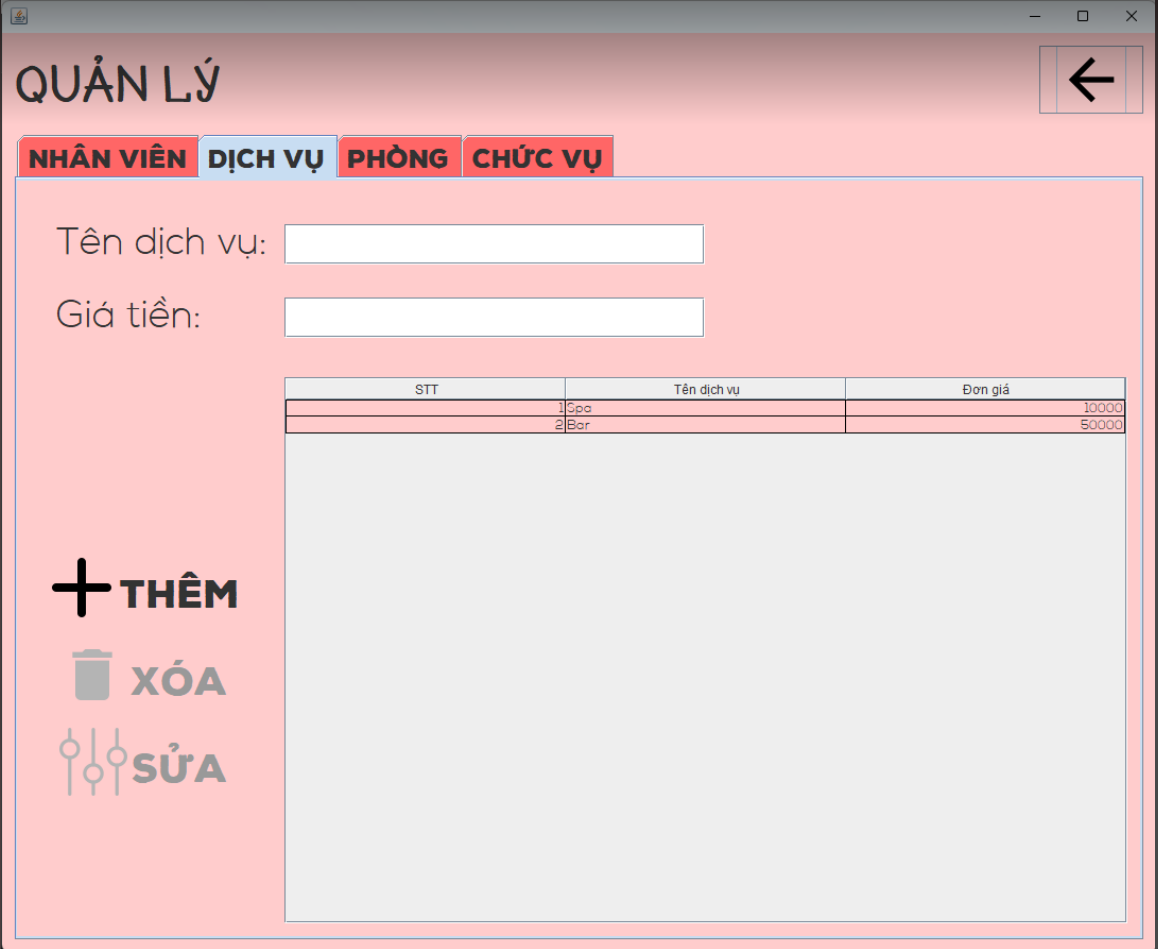 QUẢN LÝ
NHÂN VIÊN DỊCH VỤ PHÒNG CHỨC VỤ
Tên dịch vụ:
Giá tiền:
STT Tên dịch vụ Đơn giá
1 Spa 10000
2 Bar 50000
THÊM
XÓA
SỬA